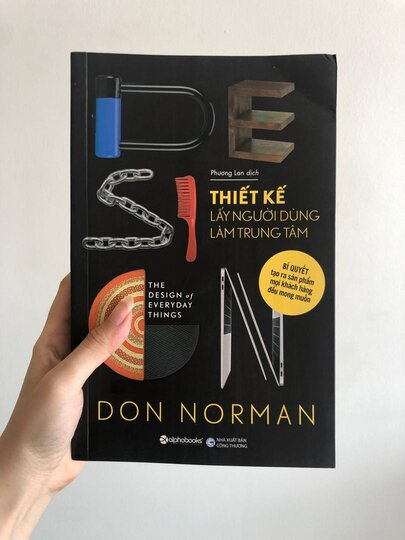 DESIGN
Phương Lan dịch
THIẾT KẾ
LẤY NGƯỜI DÙNG
LÀM TRUNG TÂM
BÍ QUYẾT
tạo ra sản phẩm
mọi khách hàng
đều mong muốn
THE
DESIGN of
EVERYDAY
THINGS
DON NORMAN
alphabooks
NHÀ XUẤT BẢN
CÔNG THƯƠNG